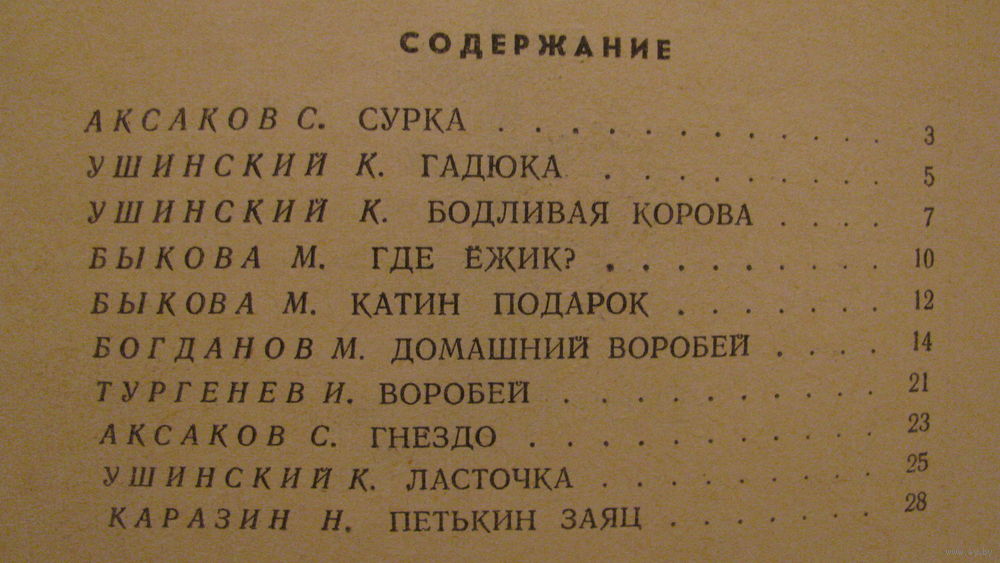 СОДЕРЖАНИЕ
АКСАКОВ С. СУРКА . . . . . . . . . . . . 3
УШИНСКИЙ К. ГАДЮКА . . . . . . . . . 5
УШИНСКИЙ К. БОДЛИВАЯ КОРОВА . . . . 7
БЫКОВА М. ГДЕ ЁЖИК? . . . . . . . . . 10
БЫКОВА М. КАТИН ПОДАРОК . . . . . . . 12
БОГДАНОВ М. ДОМАШНИЙ ВОРОБЕЙ . . . . 14
ТУРГЕНЕВ И. ВОРОБЕЙ . . . . . . . . . . . 21
АКСАКОВ С. ГНЕЗДО . . . . . . . . . . . 23
УШИНСКИЙ К. ЛАСТОЧКА . . . . . . . . . 25
КАРАЗИН Н. ПЕТЬКИН ЗАЯЦ . . . . . . . 28